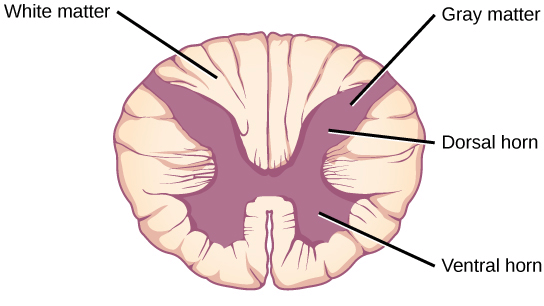 White matter
Gray matter
Dorsal horn
Ventral horn